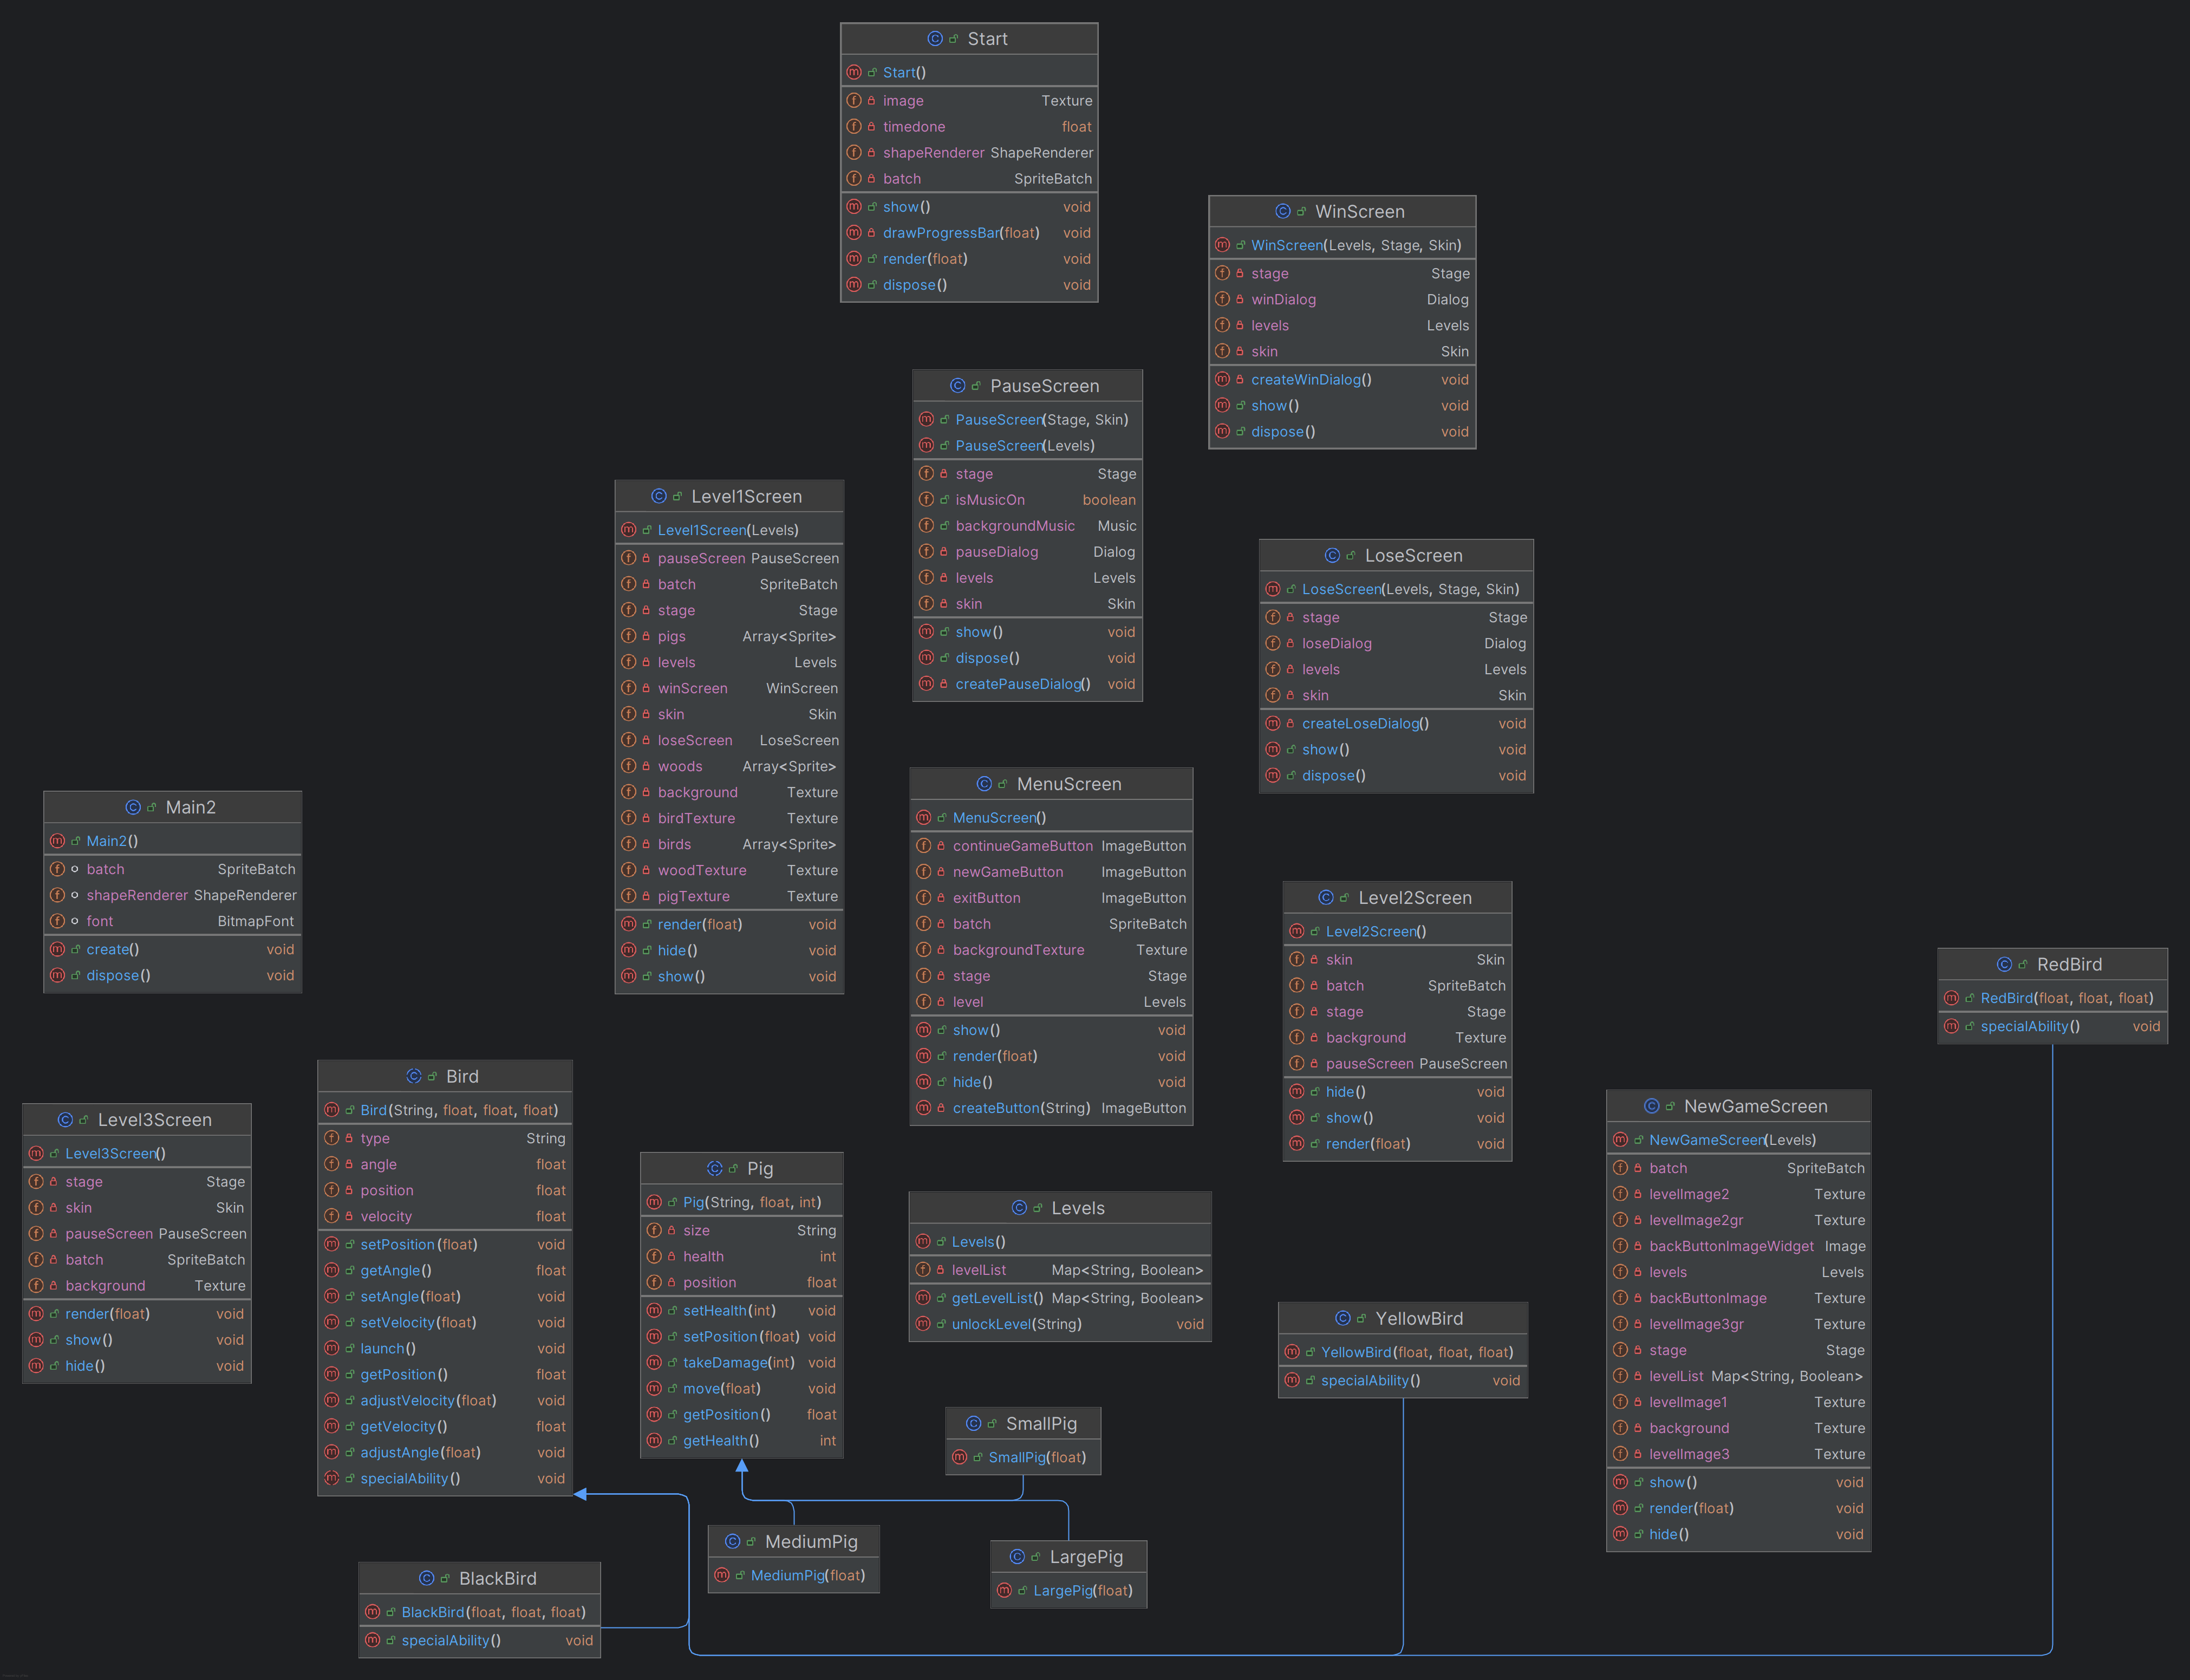 Start
Start()
image Texture
timedone float
shapeRenderer ShapeRenderer
batch SpriteBatch
show() void
drawProgressBar(float) void
render(float) void
dispose() void
WinScreen
WinScreen(Levels, Stage, Skin)
stage Stage
winDialog Dialog
levels Levels
skin Skin
createWinDialog() void
show() void
dispose() void
PauseScreen
PauseScreen(Stage, Skin)
PauseScreen(Levels)
stage Stage
isMusicOn boolean
backgroundMusic Music
pauseDialog Dialog
levels Levels
skin Skin
show() void
dispose() void
createPauseDialog() void
Level1Screen
Level1Screen(Levels)
pauseScreen PauseScreen
batch SpriteBatch
stage Stage
pigs Array<Sprite>
levels Levels
winScreen WinScreen
skin Skin
loseScreen LoseScreen
woods Array<Sprite>
background Texture
birdTexture Texture
birds Array<Sprite>
woodTexture Texture
pigTexture Texture
render(float) void
hide() void
show() void
LoseScreen
LoseScreen(Levels, Stage, Skin)
stage Stage
loseDialog Dialog
levels Levels
skin Skin
createLoseDialog() void
show() void
dispose() void
MenuScreen
MenuScreen()
continueGameButton ImageButton
newGameButton ImageButton
exitButton ImageButton
batch SpriteBatch
backgroundTexture Texture
stage Stage
level Levels
show() void
render(float) void
hide() void
createButton(String) ImageButton
Main2
Main2()
batch SpriteBatch
shapeRenderer ShapeRenderer
font BitmapFont
create() void
dispose() void
Level2Screen
Level2Screen()
skin Skin
batch SpriteBatch
stage Stage
background Texture
pauseScreen PauseScreen
hide() void
show() void
render(float) void
RedBird
RedBird(float, float, float)
specialAbility() void
Bird
Bird(String, float, float, float)
type String
angle float
position float
velocity float
setPosition(float) void
getAngle() float
setAngle(float) void
setVelocity(float) void
launch() void
getPosition() float
adjustVelocity(float) void
getVelocity() float
adjustAngle(float) void
specialAbility() void
NewGameScreen
NewGameScreen(Levels)
batch SpriteBatch
levelImage2 Texture
levelImage2gr Texture
backButtonImageWidget Image
levels Levels
backButtonImage Texture
levelImage3gr Texture
stage Stage
levelList Map<String, Boolean>
levelImage1 Texture
background Texture
levelImage3 Texture
show() void
render(float) void
hide() void
Level3Screen
Level3Screen()
stage Stage
skin Skin
pauseScreen PauseScreen
batch SpriteBatch
background Texture
render(float) void
show() void
hide() void
Pig
Pig(String, float, int)
size String
health int
position float
setHealth(int) void
setPosition(float) void
takeDamage(int) void
move(float) void
getPosition() float
getHealth() int
Levels
Levels()
levelList Map<String, Boolean>
getLevelList() Map<String, Boolean>
unlockLevel(String) void
YellowBird
YellowBird(float, float, float)
specialAbility() void
SmallPig
SmallPig(float)
MediumPig
MediumPig(float)
LargePig
LargePig(float)
BlackBird
BlackBird(float, float, float)
specialAbility() void